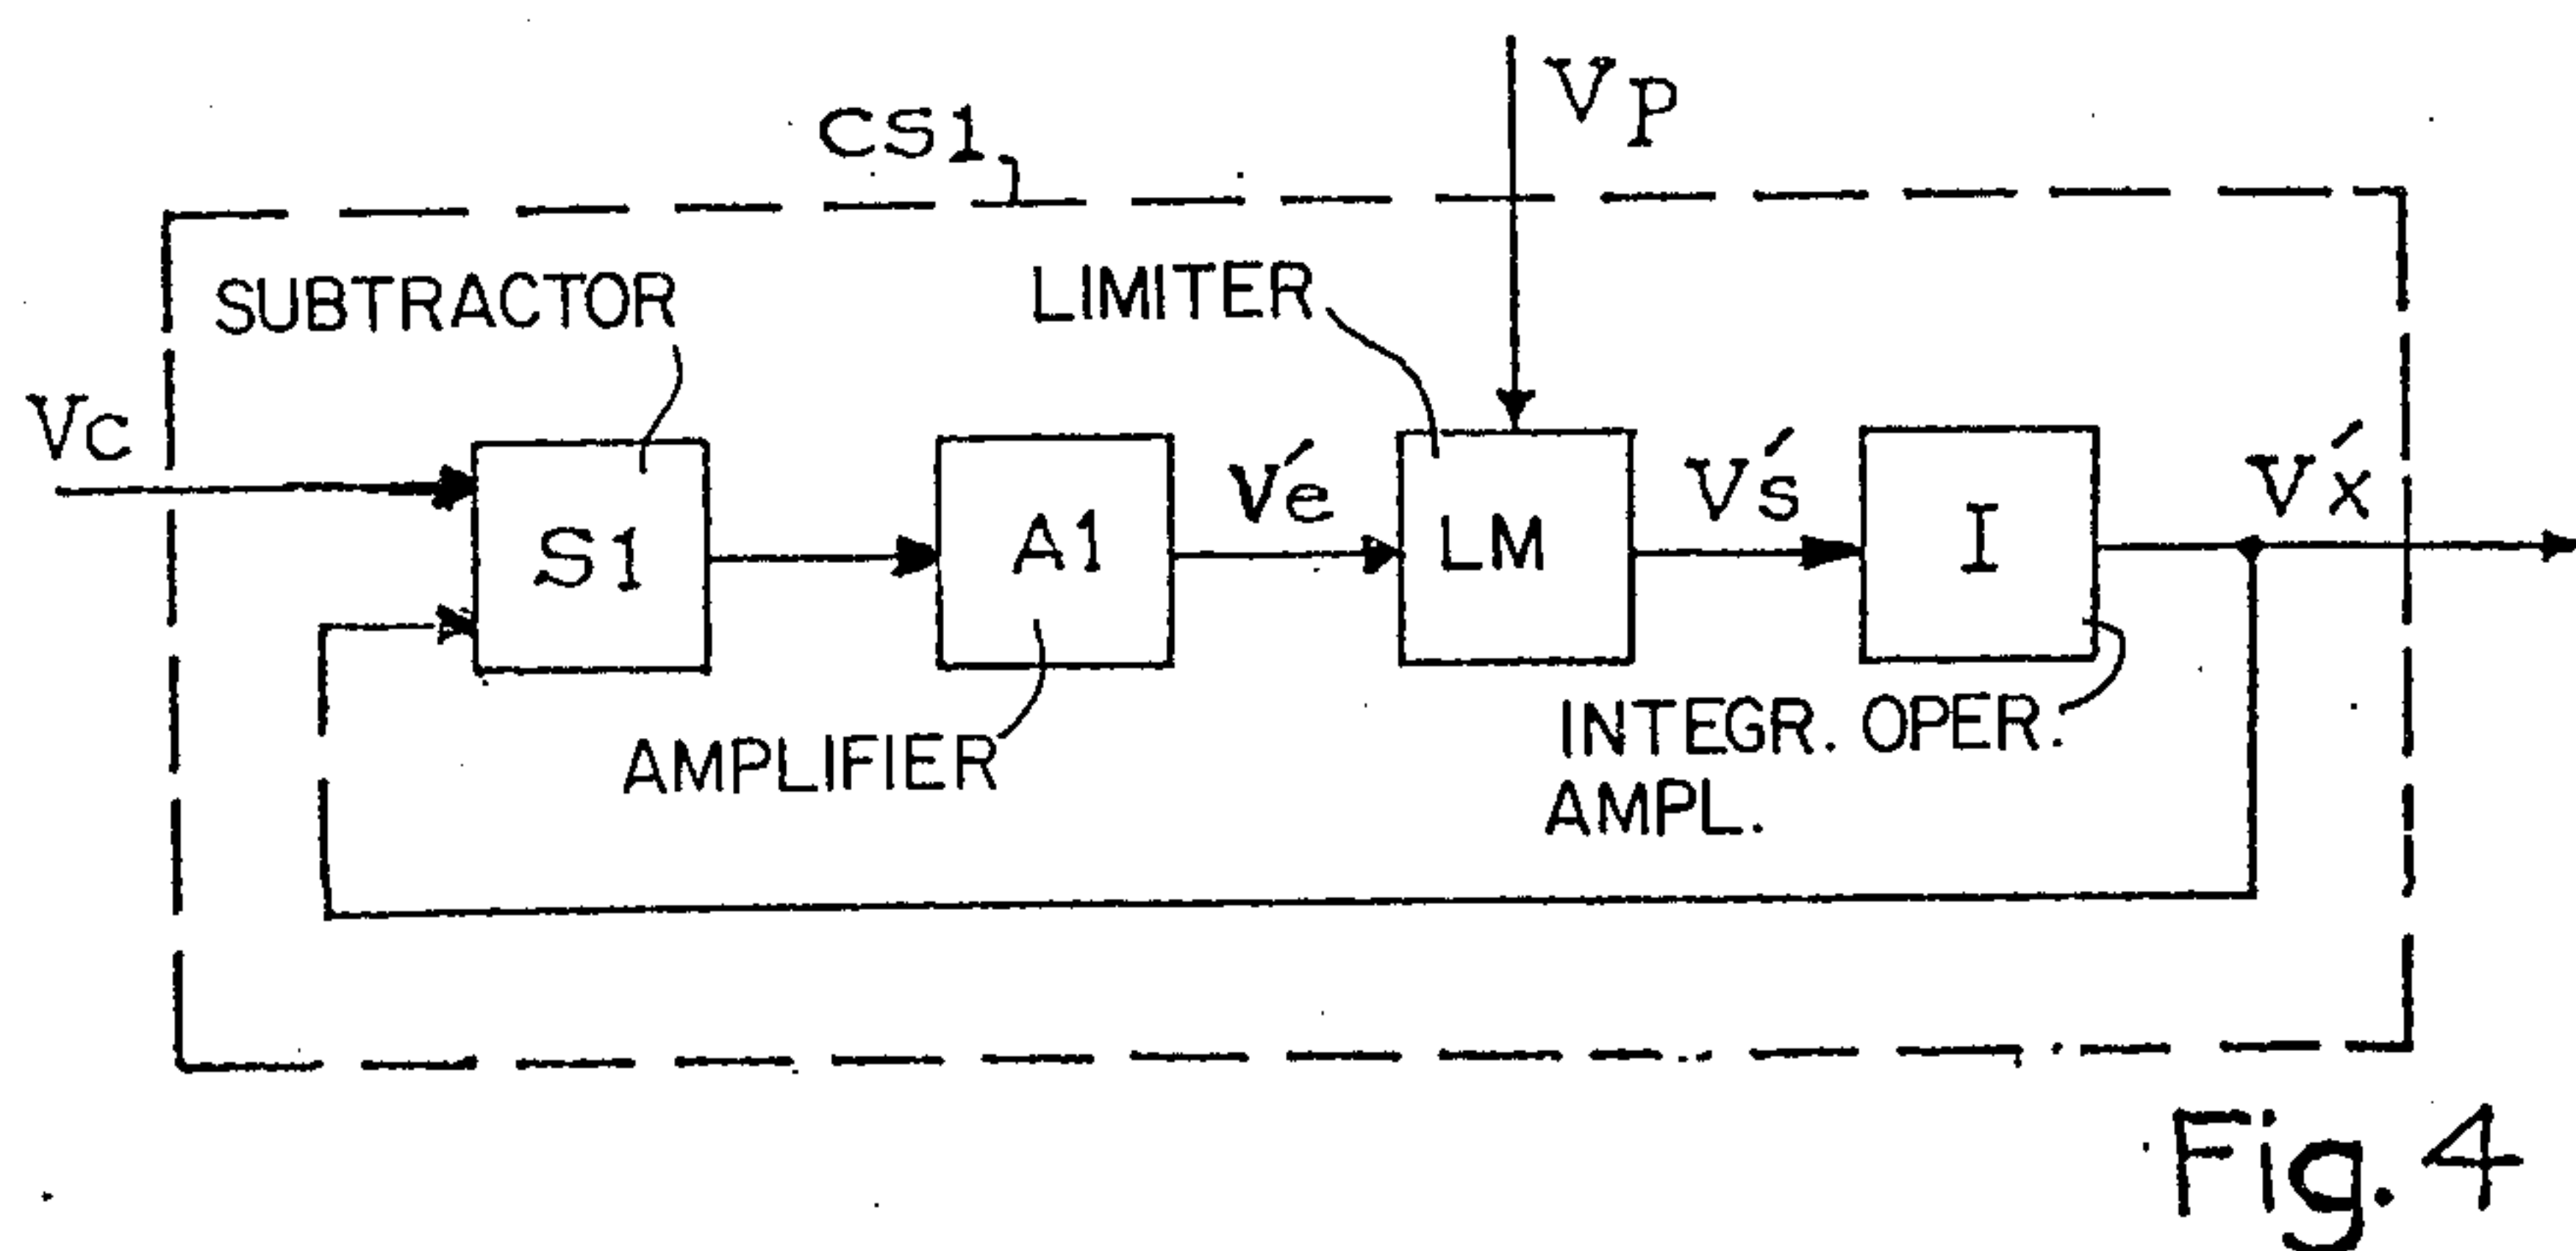 CS1
Vp
SUBTRACTOR
LIMITER
Vc
S1
A1
V'e
LM
V's
I
V'x
AMPLIFIER
INTEGR. OPER.
AMPL.
Fig. 4